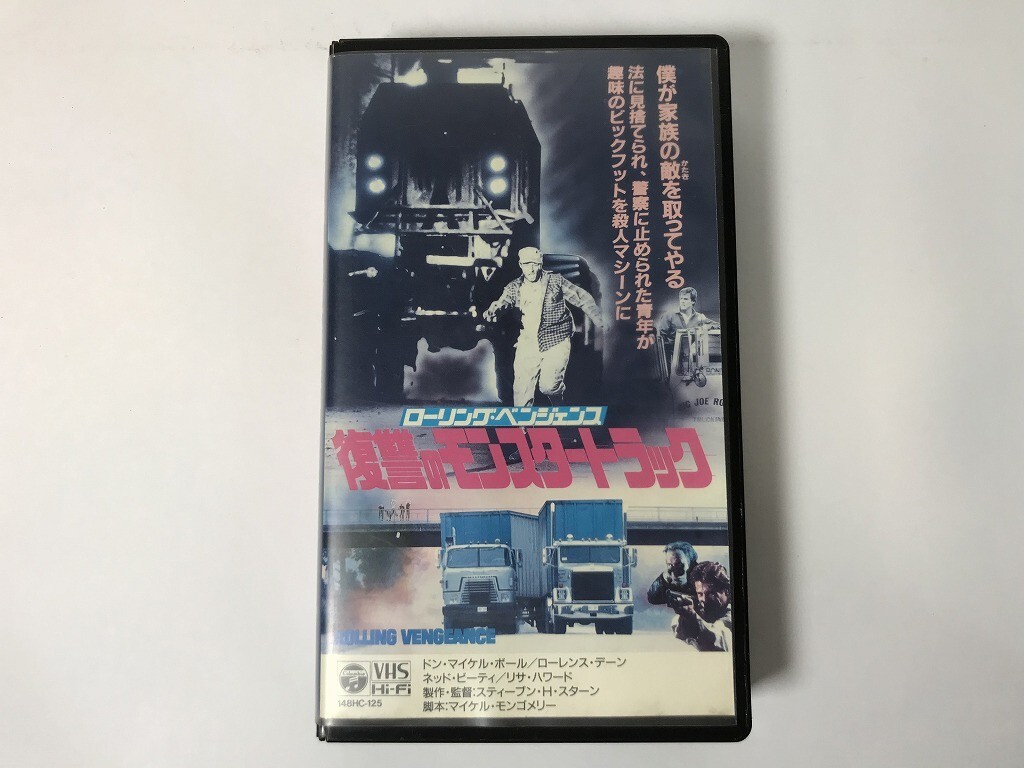 僕が家族の敵を取ってやる
かたき
法に見捨てられ、警察に止められた青年が
趣味のビックフットを殺人マシーンに
JOE RO
ローリング・ベンジェンス
復讐のモンスタートラック
ROLLING VENGEANCE
Columbia
VHS
Hi-Fi
148HC-125
ドン・マイケル・ポール/ローレンス・デーン
ネッド・ビーティ/リサ・ハワード
製作・監督:スティーブン・H・スターン
脚本:マイケル・モンゴメリー